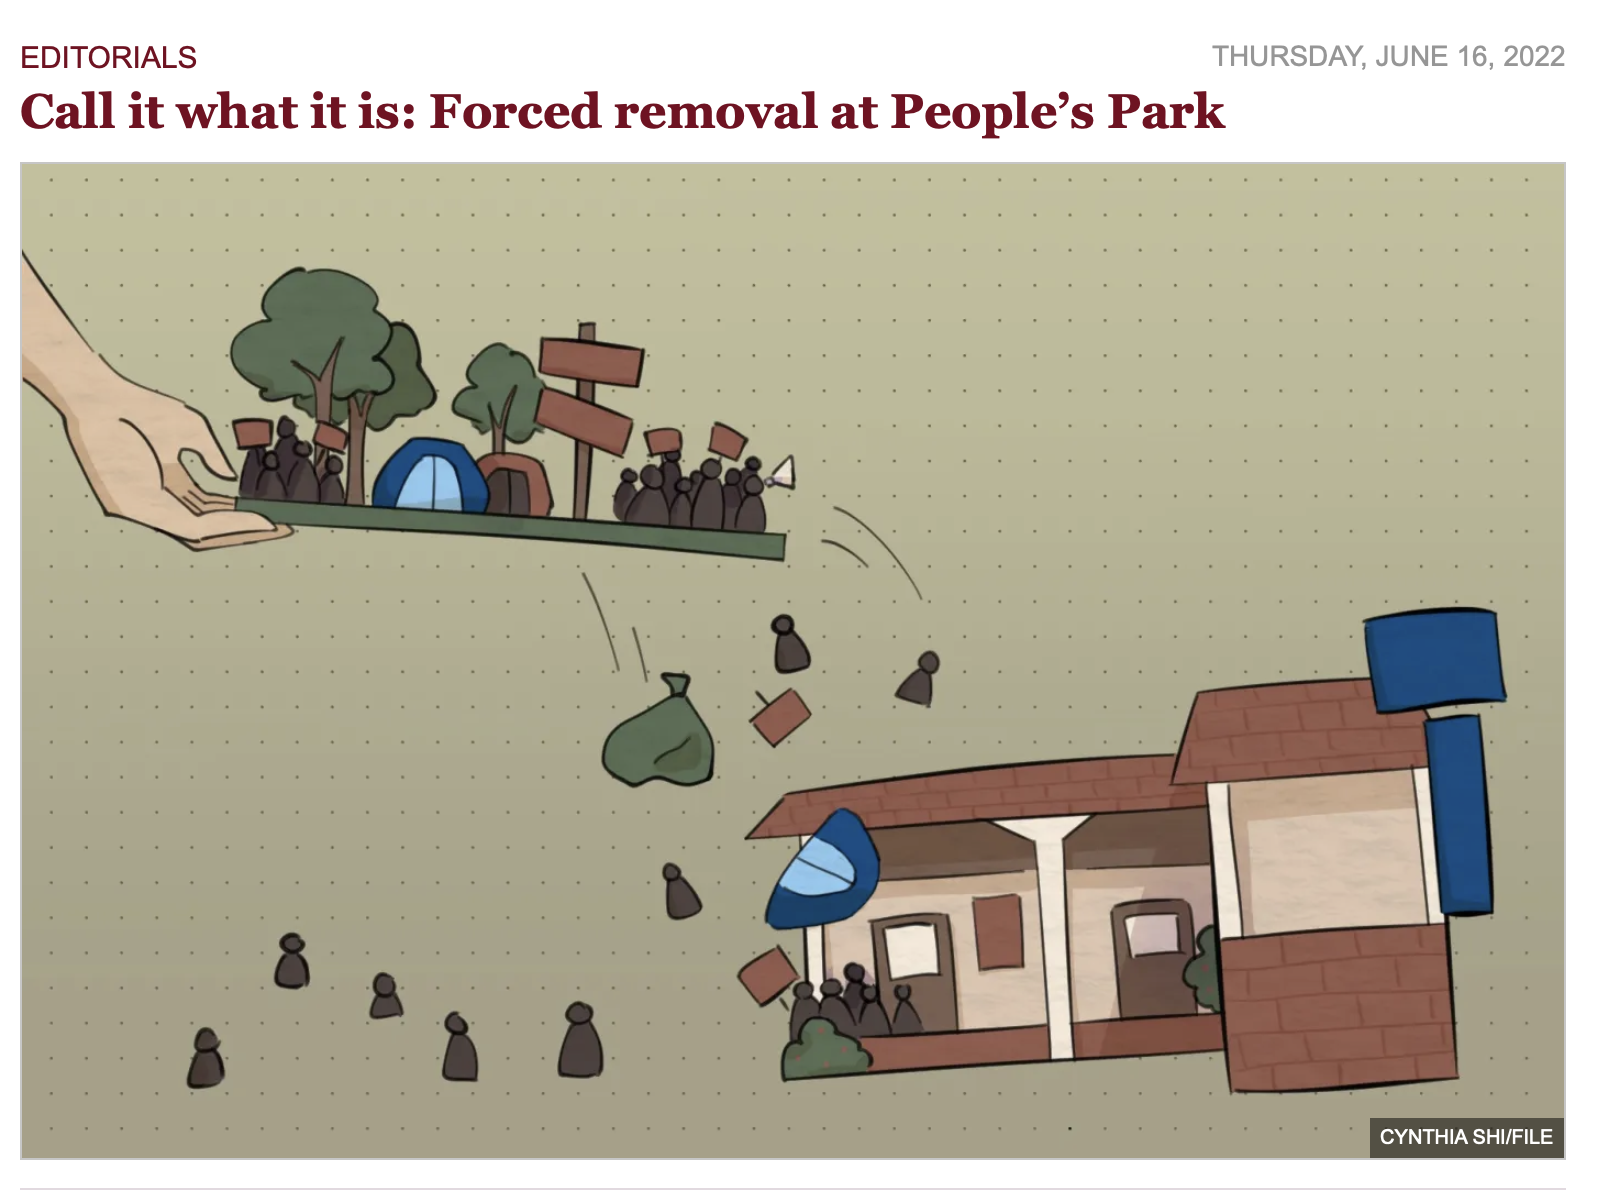 EDITORIALS
THURSDAY, JUNE 16, 2022
Call it what it is: Forced removal at People’s Park
CYNTHIA SHI/FILE